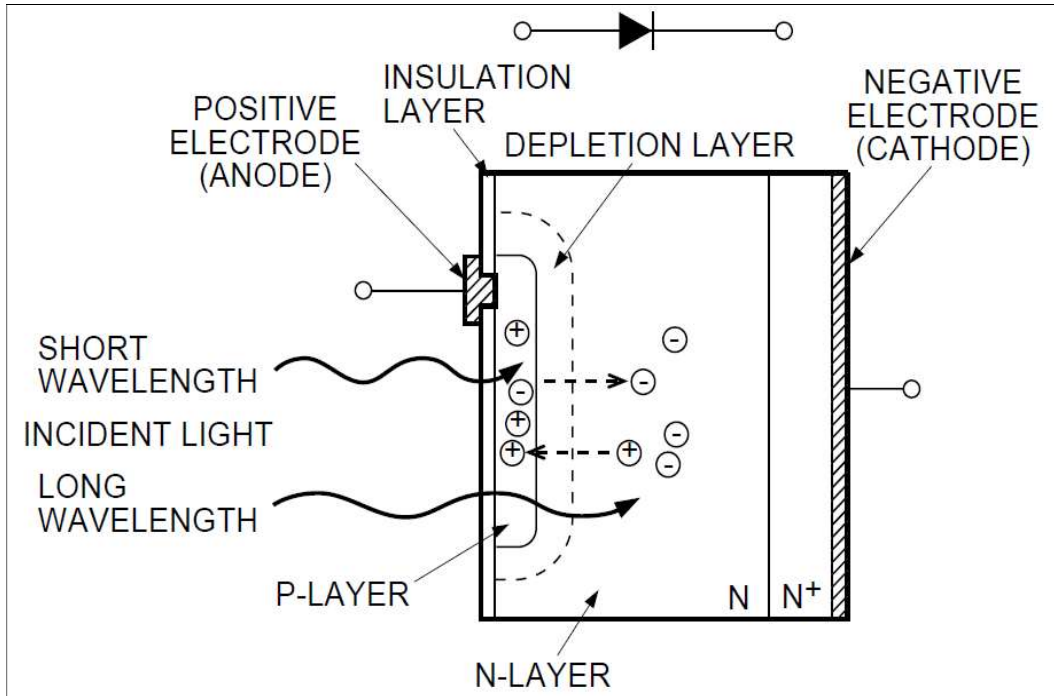 INSULATION
LAYER
POSITIVE
ELECTRODE
(ANODE)
DEPLETION LAYER
NEGATIVE
ELECTRODE
(CATHODE)
+
SHORT
WAVELENGTH
-
-
-
+
INCIDENT LIGHT
-
+
+
-
LONG
WAVELENGTH
P-LAYER
N
N+
N-LAYER